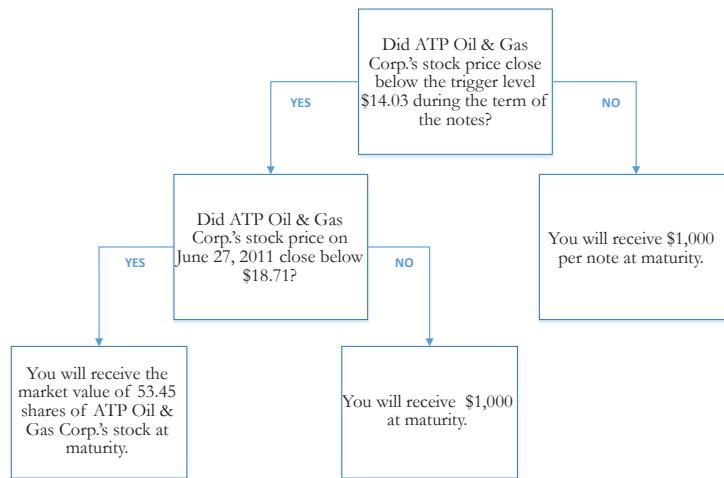 Did ATP Oil & Gas
Corp.'s stock price close
below the trigger level
$14.03 during the term of
the notes?
YES
NO
Did ATP Oil & Gas
Corp.'s stock price on
June 27, 2011 close below
$18.71?
You will receive $1,000
per note at maturity.
YES
NO
You will receive the
market value of 53.45
shares of ATP Oil &
Gas Corp.'s stock at
maturity.
You will receive $1,000
at maturity.